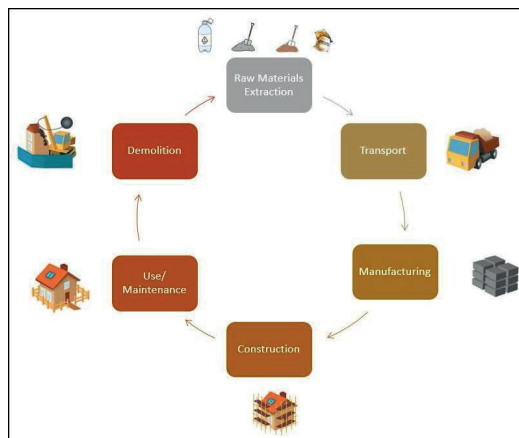 Raw Materials
Extraction
Transport
Manufacturing
Construction
Use/
Maintenance
Demolition